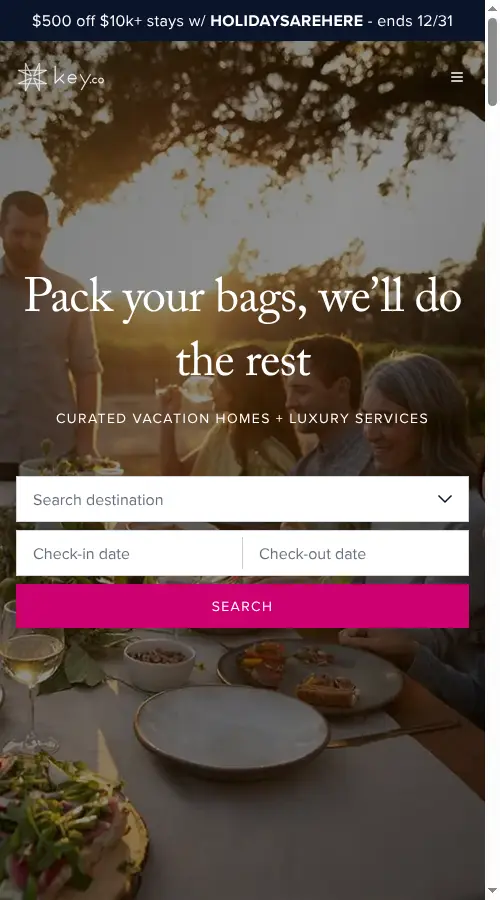 $500 off $10k+ stays w/ HOLIDAYSAREHERE - ends 12/31
key.co
Pack your bags, we’ll do
the rest
CURATED VACATION HOMES + LUXURY SERVICES
Search destination
Check-in date
Check-out date
SEARCH